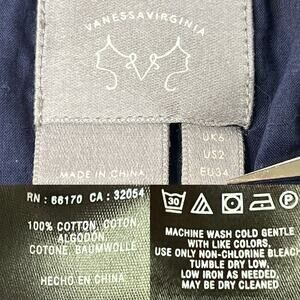 VANESSAVIRGINIA
MADE IN CHINA
UK6
US2
EU34
RN: 66170 CA: 32054
100% COTTON, COTON,
ALGODON,
COTONE, BAUMWOLLE
HECHO EN CHINA
30
MACHINE WASH COLD GENTLE
WITH LIKE COLORS,
USE ONLY NON-CHLORINE BLEACH
TUMBLE DRY LOW,
LOW IRON AS NEEDED,
MAY BE DRY CLEANED